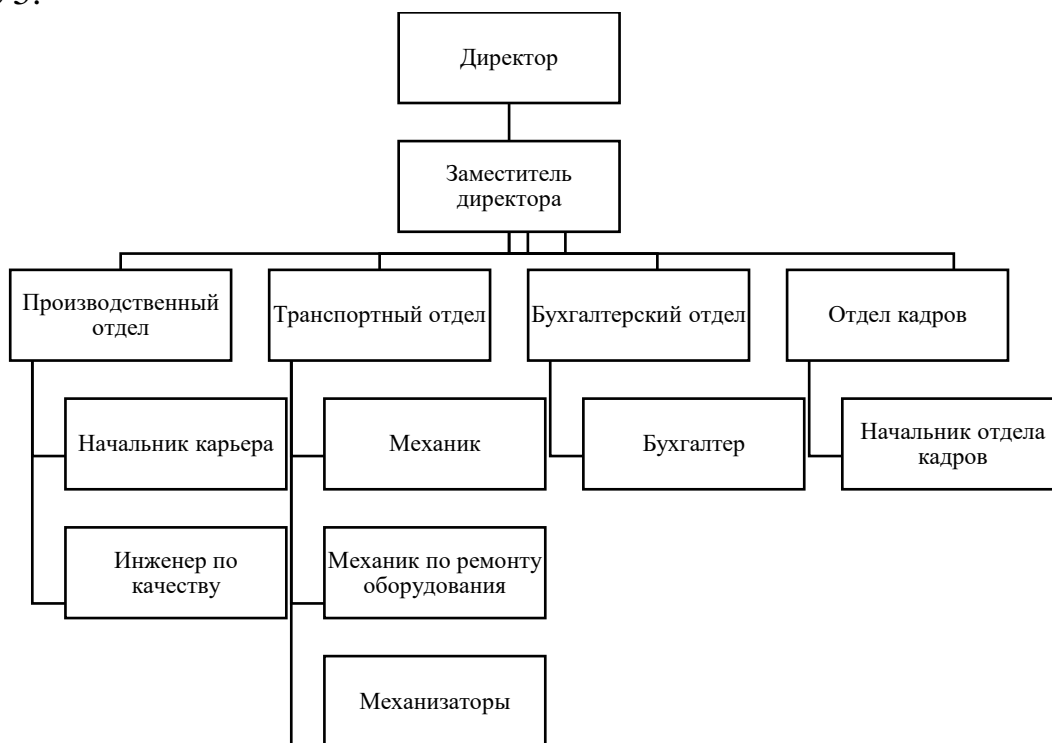 Директор
Заместитель
директора
Производственный
отдел
Транспортный отдел
Бухгалтерский отдел
Отдел кадров
Начальник карьера
Механик
Бухгалтер
Начальник отдела
кадров
Инженер по
качеству
Механик по ремонту
оборудования
Механизаторы